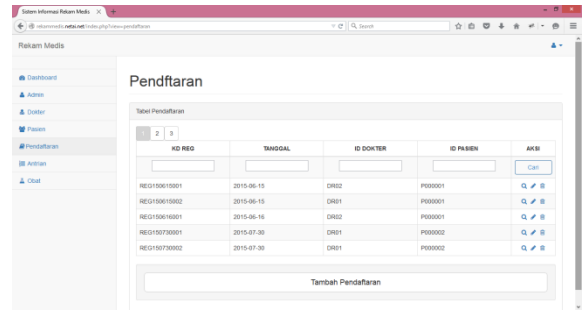 Sistem Informasi Rekam Medis
rekammedis.netai.net/index.php?view=pendaftaran
Search
Rekam Medis
Dashboard
Admin
Dokter
Pasien
Pendaftaran
Antrian
Obat
Pendftaran
Tabel Pendaftaran
1 2 3
KD REG TANGGAL ID DOKTER ID PASIEN AKSI
Cari
REG150615001 2015-06-15 DR02 P000001
REG150615002 2015-06-15 DR01 P000001
REG150616001 2015-06-16 DR02 P000001
REG150730001 2015-07-30 DR01 P000002
REG150730002 2015-07-30 DR01 P000002
Tambah Pendaftaran